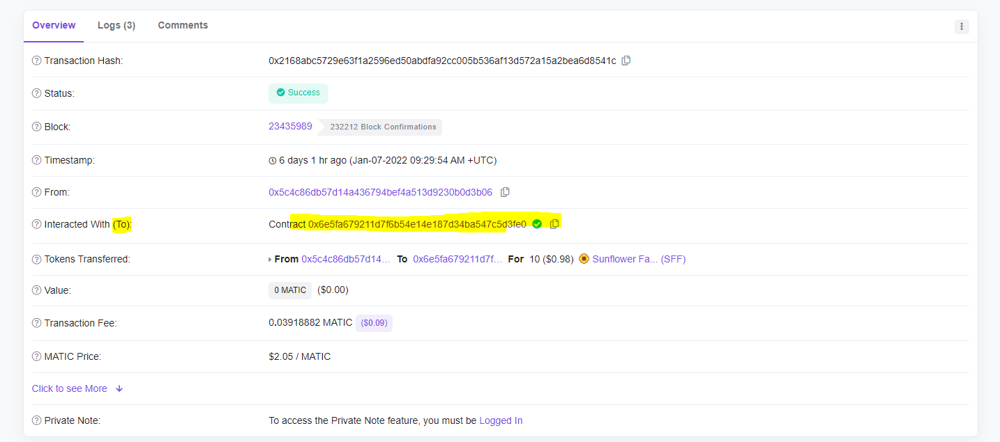 Overview Logs (3) Comments
Transaction Hash: 0x2168abc5729e63f1a2596ed50abdfa92cc005b536af13d572a15a2bea6d8541c
Status: Success
Block: 23435989 232212 Block Confirmations
Timestamp: 6 days 1 hr ago (Jan-07-2022 09:29:54 AM +UTC)
From: 0x5c4c86db57d14a436794bef4a513d9230b0d3b06
Interacted With (To): Contract 0x6e5fa679211d7f6b54e14e187d34ba547c5d3fe0
Tokens Transferred: From 0x5c4c86db57d14... To 0x6e5fa679211d7f... For 10 ($0.98) Sunflower Fa... (SFF)
Value: 0 MATIC ($0.00)
Transaction Fee: 0.03918882 MATIC ($0.09)
MATIC Price: $2.05 / MATIC
Click to see More
Private Note: To access the Private Note feature, you must be Logged In